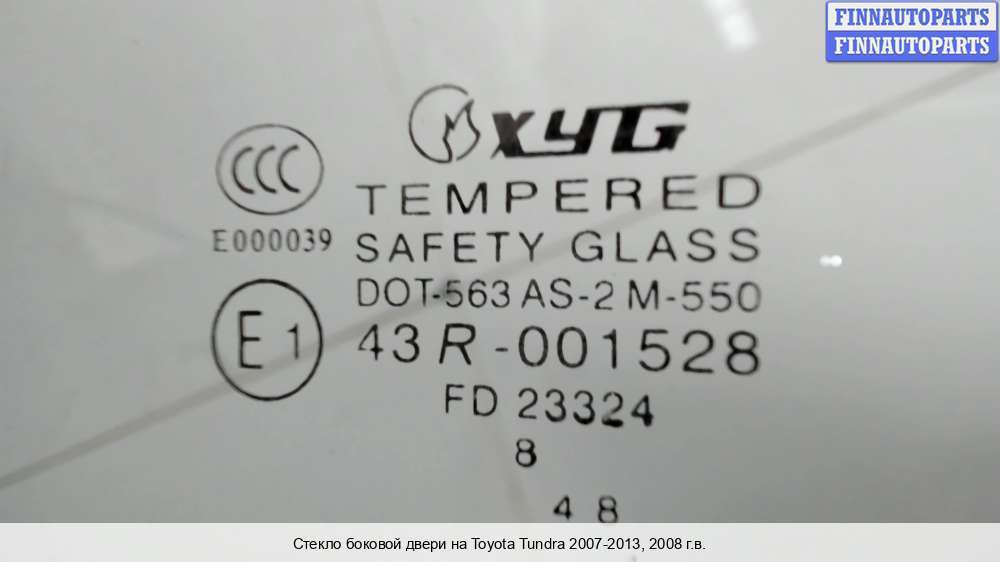 FINNAUTOPARTS
FINNAUTOPARTS
XYG
CCC
TEMPERED
E000039
SAFETY GLASS
DOT-563 AS-2 M-550
E1
43R-001528
FD 23324
8
4 8
Стекло боковой двери на Toyota Tundra 2007-2013, 2008 г.в.